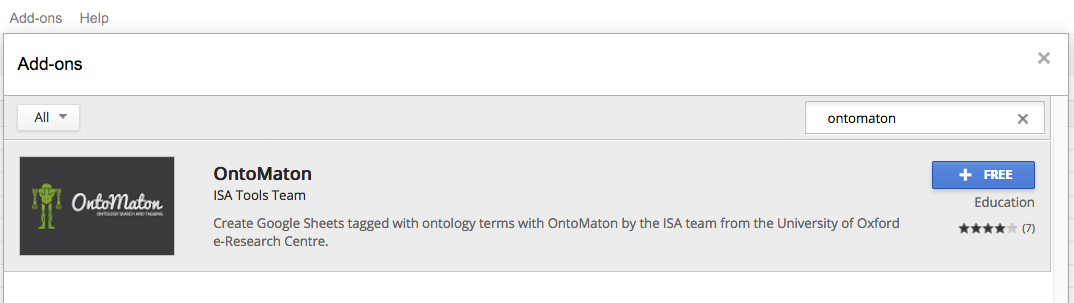 Add-ons Help
Add-ons
All
ontomaton
OntoMaton
ONTOLOGY SEARCH AND TAGGING
OntoMaton
ISA Tools Team
Create Google Sheets tagged with ontology terms with OntoMaton by the ISA team from the University of Oxford
e-Research Centre.
FREE
Education
(7)